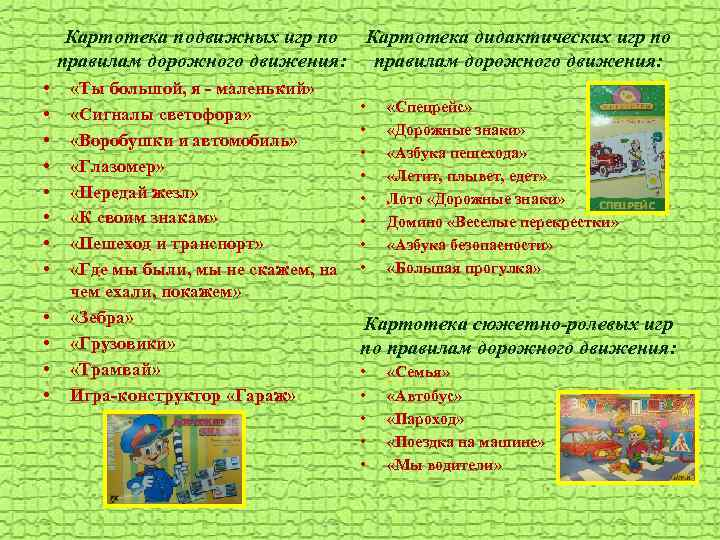 Картотека подвижных игр по
правилам дорожного движения:
• «Ты большой, я - маленький»
• «Сигналы светофора»
• «Воробушки и автомобиль»
• «Глазомер»
• «Передай жезл»
• «К своим знакам»
• «Пешеход и транспорт»
• «Где мы были, мы не скажем, на
чем ехали, покажем»
• «Зебра»
• «Грузовики»
• «Трамвай»
• Игра-конструктор «Гараж»
Картотека дидактических игр по
правилам дорожного движения:
• «Спецрейс»
• «Дорожные знаки»
• «Азбука пешехода»
• «Летит, плывет, едет»
• Лото «Дорожные знаки»
• Домино «Веселые перекрестки»
• «Азбука безопасности»
• «Большая прогулка»
СПЕЦРЕЙС
Картотека сюжетно-ролевых игр
по правилам дорожного движения:
• «Семья»
• «Автобус»
• «Пароход»
• «Поездка на машине»
• «Мы водители»